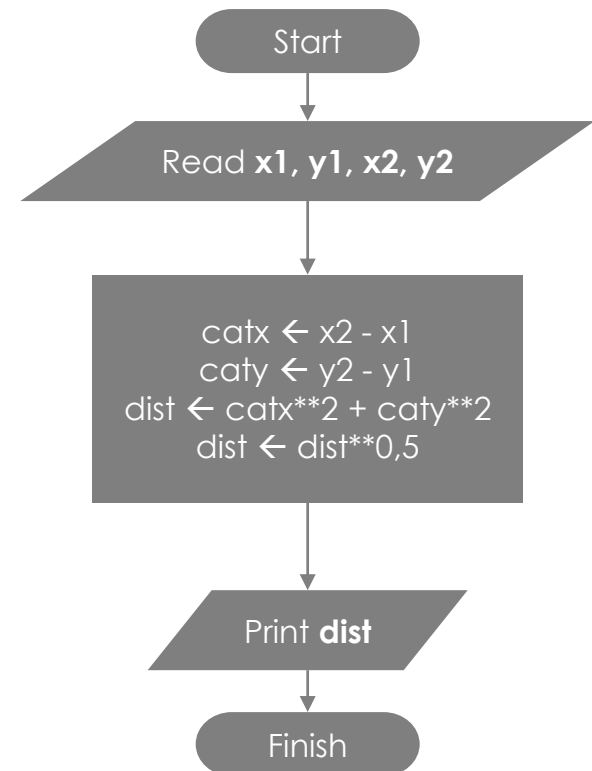 Start
Read x1, y1, x2, y2
catx ← x2 - x1
caty ← y2 - y1
dist ← catx**2 + caty**2
dist ← dist**0,5
Print dist
Finish